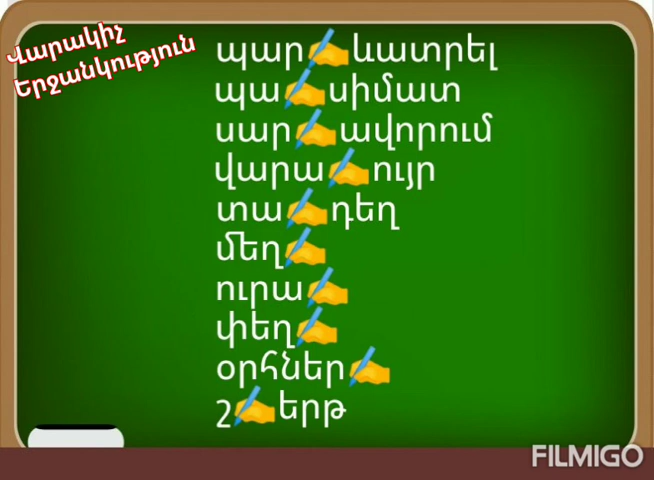 Վարակիչ
Երջանկություն
պար✍ևատրել
պա✍սիմատ
սար✍ավորում
վարա✍ույր
տա✍դեղ
մեղ✍
ուրա✍
փեղ✍
օրհներ✍
շ✍երթ
FILMIGO